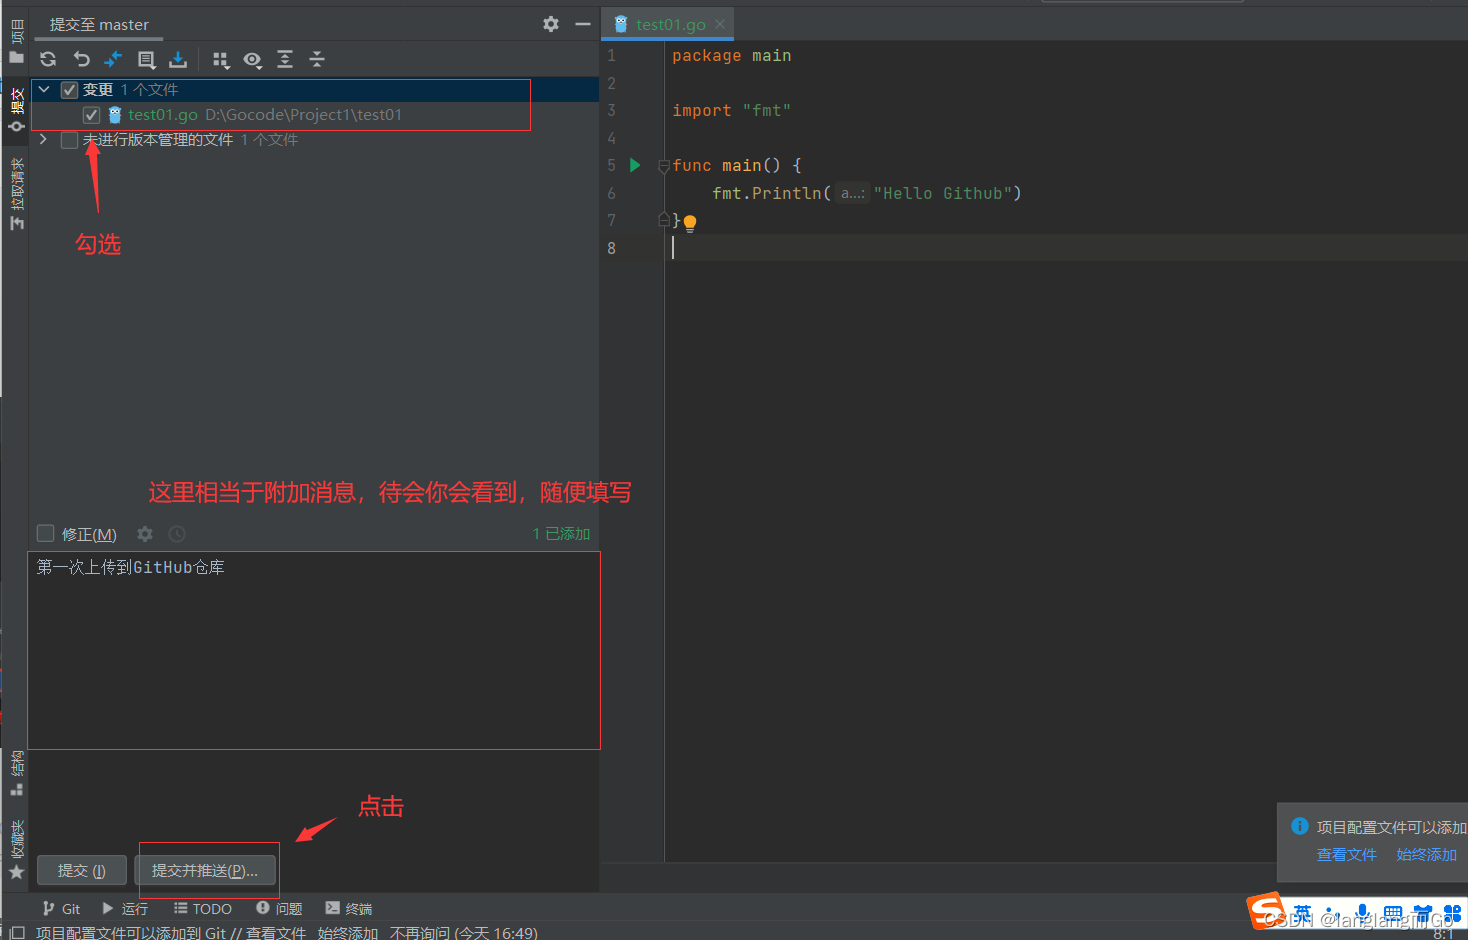 项目
提交
拉取请求
结构
收藏夹
提交至 master
变更 1 个文件
test01.go D:\Gocode\Project1\test01
未进行版本管理的文件 1 个文件
勾选
这里相当于附加消息，待会你会看到，随便填写
修正(M)
1 已添加
第一次上传到GitHub仓库
点击
提交 (I)
提交并推送(P)...
test01.go
1 package main
2
3 import "fmt"
4
5 func main() {
6 fmt.Println( a...: "Hello Github")
7 }
8
项目配置文件可以添加
查看文件 始终添加
Git 运行 TODO 问题 终端
英
CSDN @langlangjijiGo
项目配置文件可以添加到 Git // 查看文件 始终添加 不再询问 (今天 16:49)
8:1